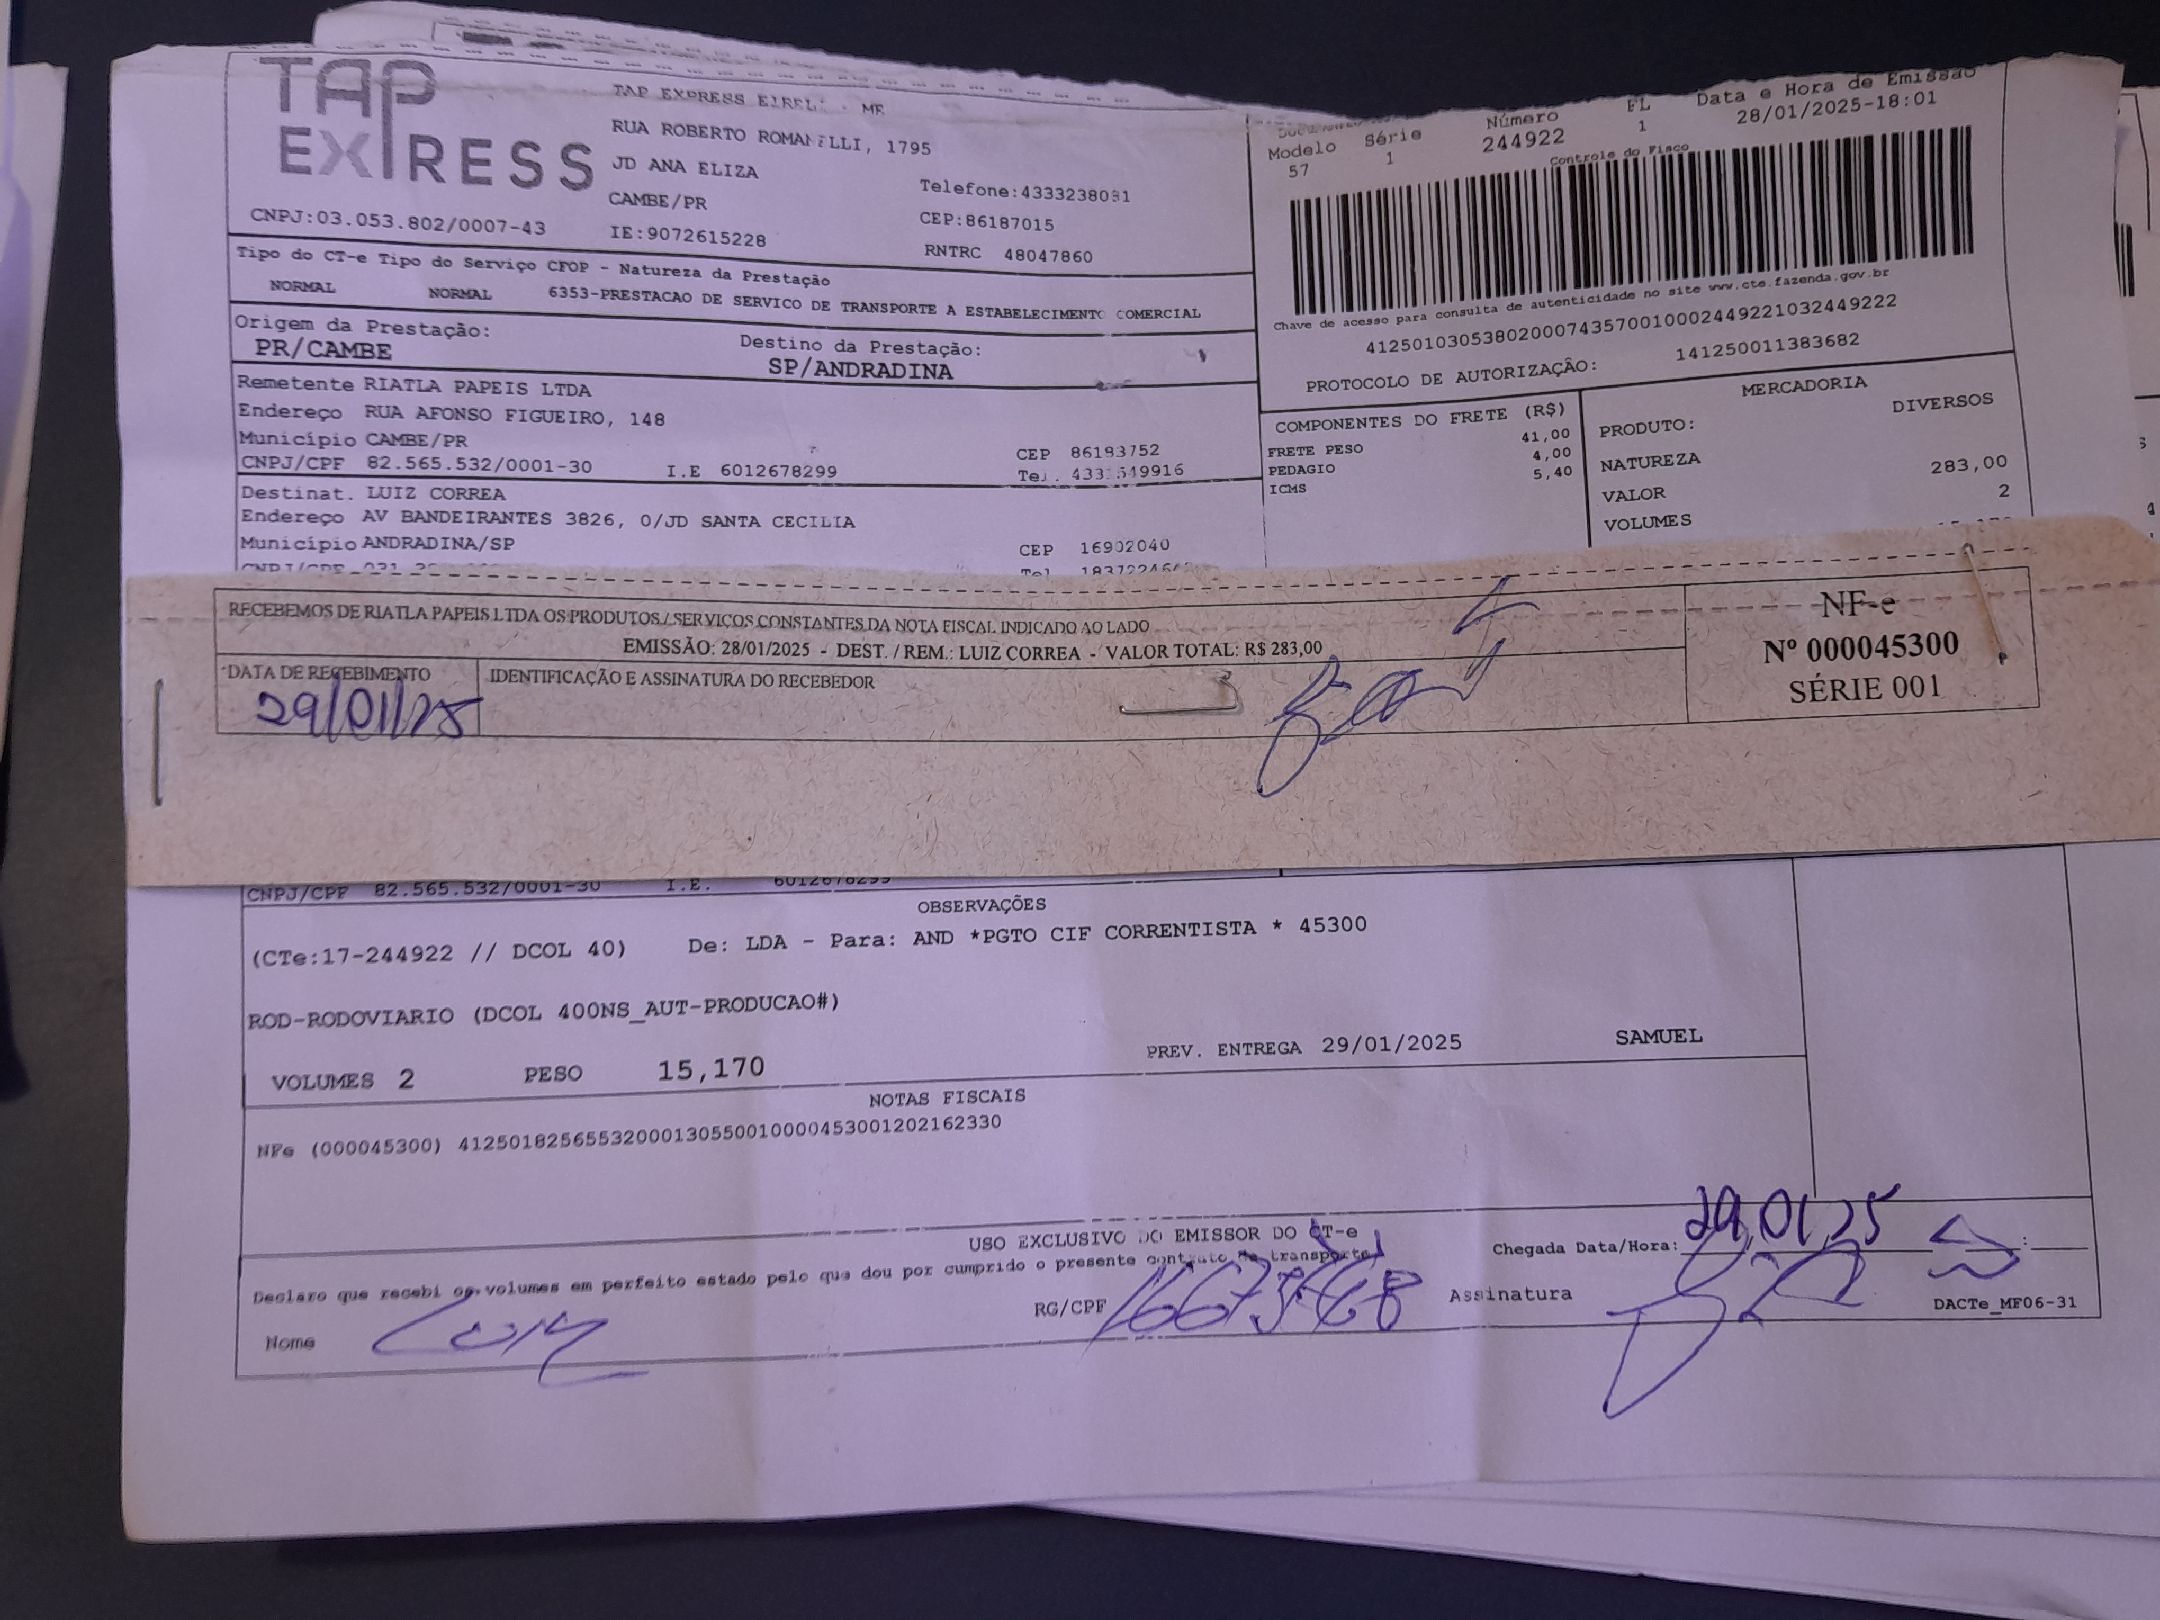 TAP
EXPRESS
TAP EXPRESS EIRELI - ME
RUA ROBERTO ROMANELLI, 1795
JD ANA ELIZA
CAMBE/PR
Telefone:4333238081
CEP:86187015
CNPJ:03.053.802/0007-43
IE:9072615228
RNTRC 48047860
Modelo Série Número FL Data e Hora de Emissão
57 1 244922 1 28/01/2025-18:01
Controle do Fisco
Chave de acesso para consulta de autenticidade no site www.cte.fazenda.gov.br
41250103053802000743570010002449221032449222
PROTOCOLO DE AUTORIZAÇÃO: 141250011383682
Tipo do CT-e Tipo do Serviço CFOP - Natureza da Prestação
NORMAL NORMAL 6353-PRESTACAO DE SERVICO DE TRANSPORTE A ESTABELECIMENTO COMERCIAL
Origem da Prestação: Destino da Prestação:
PR/CAMBE SP/ANDRADINA
Remetente RIATLA PAPEIS LTDA
Endereço RUA AFONSO FIGUEIRO, 148
Município CAMBE/PR CEP 86183752
CNPJ/CPF 82.565.532/0001-30 I.E 6012678299 Tel.
Destinat. LUIZ CORREA
Endereço AV BANDEIRANTES 3826, 0/JD SANTA CECILIA
Município ANDRADINA/SP CEP 16902040
CNPJ/CPF Tel
COMPONENTES DO FRETE (R$)
FRETE PESO 41,00
PEDAGIO 4,00
ICMS 5,40
MERCADORIA
PRODUTO: DIVERSOS
NATUREZA
VALOR 283,00
VOLUMES 2
RECEBEMOS DE RIATLA PAPEIS LTDA OS PRODUTOS / SERVIÇOS CONSTANTES DA NOTA FISCAL INDICADO AO LADO
EMISSÃO: 28/01/2025 - DEST. / REM.: LUIZ CORREA - VALOR TOTAL: R$ 283,00
DATA DE RECEBIMENTO IDENTIFICAÇÃO E ASSINATURA DO RECEBEDOR
29/01/25
NF-e
Nº 000045300
SÉRIE 001
CNPJ/CPF 82.565.532/0001-30 I.E. 6012678299
OBSERVAÇÕES
(CTe:17-244922 // DCOL 40) De: LDA - Para: AND *PGTO CIF CORRENTISTA * 45300
ROD-RODOVIARIO (DCOL 400NS_AUT-PRODUCAO#)
VOLUMES 2 PESO 15,170 PREV. ENTREGA 29/01/2025 SAMUEL
NOTAS FISCAIS
NFe (000045300) 41250182565532000130550010000453001202162330
USO EXCLUSIVO DO EMISSOR DO CT-e
Declaro que recebi os volumes em perfeito estado pelo que dou por cumprido o presente contrato de transporte
Chegada Data/Hora: 29/01/25 :
Nome Luiz RG/CPF Assinatura DACTe_MF06-31